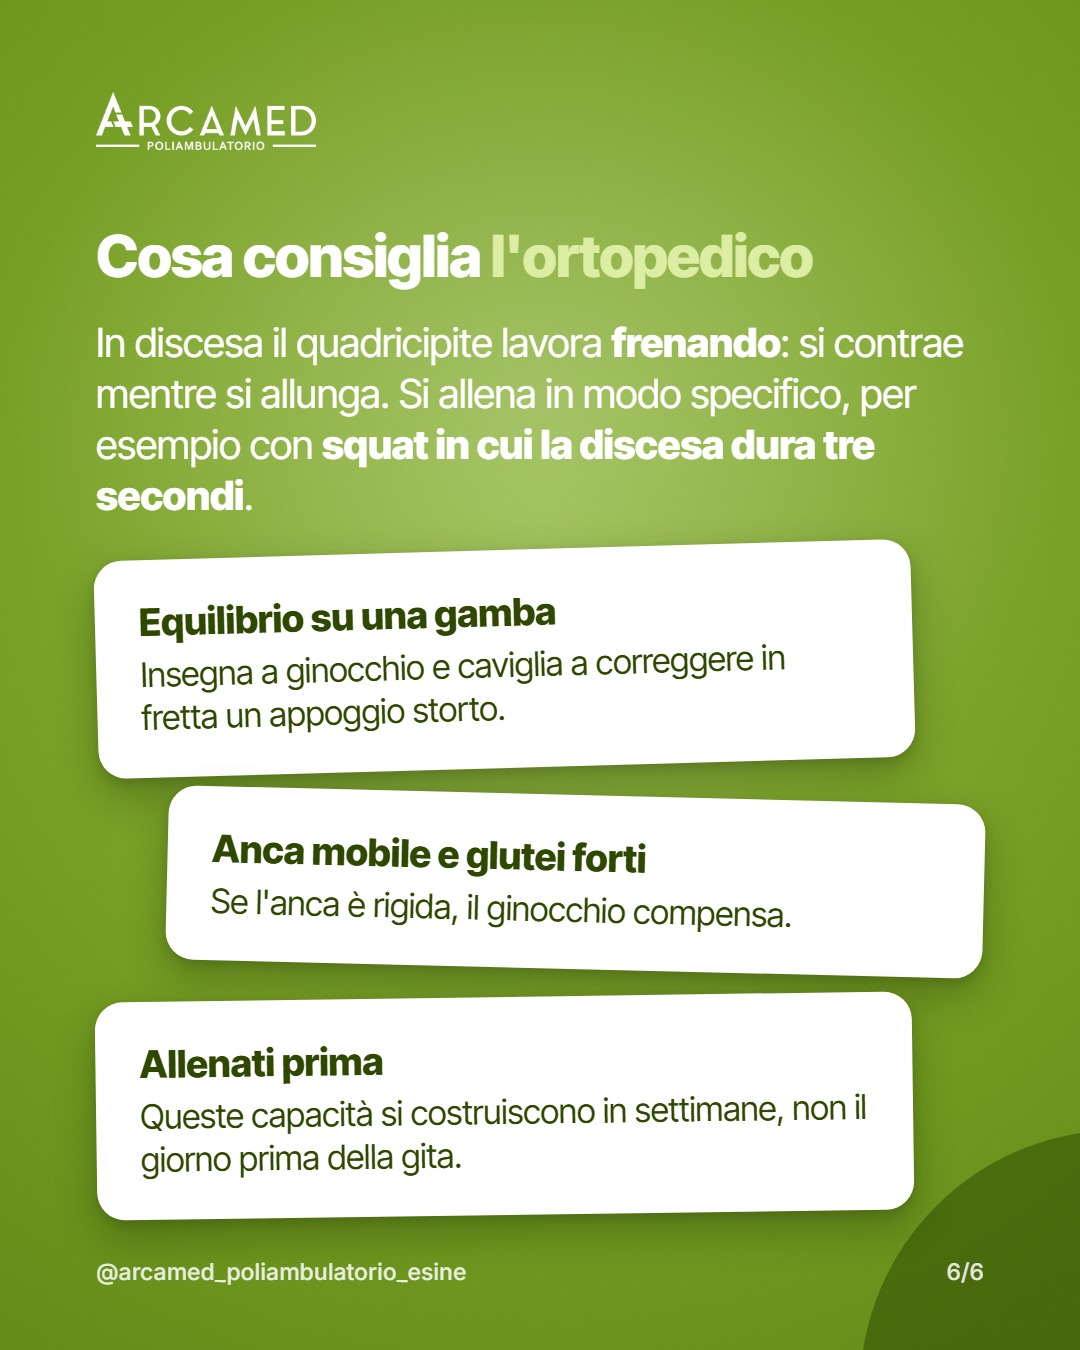 ARCAMED
POLIAMBULATORIO
Cosa consiglia l'ortopedico
In discesa il quadricipite lavora frenando: si contrae
mentre si allunga. Si allena in modo specifico, per
esempio con squat in cui la discesa dura tre
secondi.
Equilibrio su una gamba
Insegna a ginocchio e caviglia a correggere in
fretta un appoggio storto.
Anca mobile e glutei forti
Se l'anca è rigida, il ginocchio compensa.
Allenati prima
Queste capacità si costruiscono in settimane, non il
giorno prima della gita.
@arcamed_poliambulatorio_esine
6/6